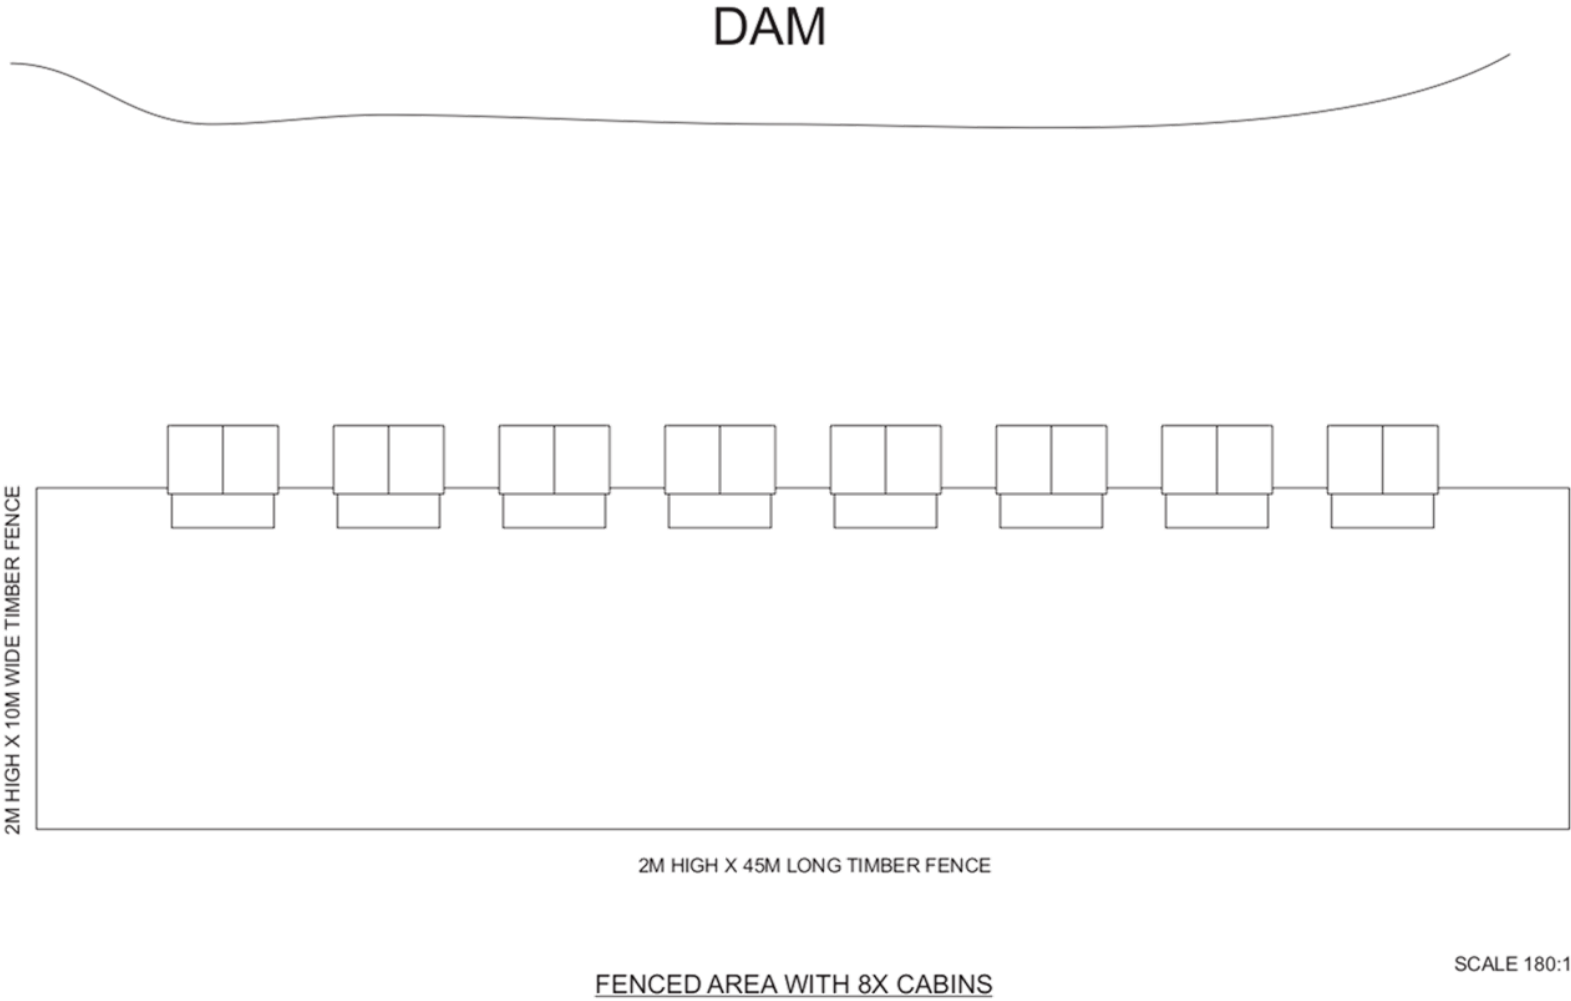 DAM
2M HIGH X 10M WIDE TIMBER FENCE
2M HIGH X 45M LONG TIMBER FENCE
SCALE 180:1
FENCED AREA WITH 8X CABINS